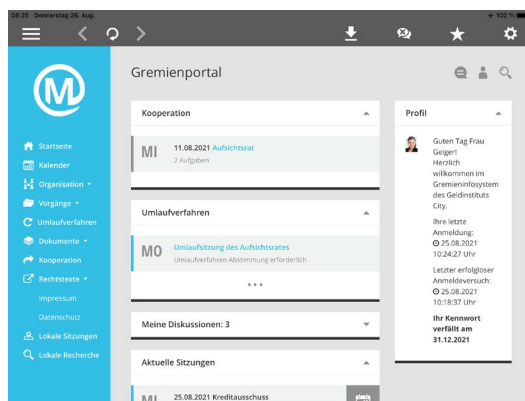 08:26 Donnerstag 26. Aug.
100 %
Gremienportal
Startseite
Kalender
Organisation
Vorgänge
Umlaufverfahren
Dokumente
Kooperation
Rechtstexte
Impressum
Datenschutz
Lokale Sitzungen
Lokale Recherche
Kooperation
MI
11.08.2021 Aufsichtsrat
2 Aufgaben
Umlaufverfahren
MO
Umlaufsitzung des Aufsichtsrates
Umlaufverfahren Abstimmung erforderlich
Meine Diskussionen: 3
Aktuelle Sitzungen
MI
25.08.2021 Kreditausschuss
Profil
Guten Tag Frau
Geiger!
Herzlich
willkommen im
Gremieninfosystem
des Geldinstituts
City.
Ihre letzte
Anmeldung:
25.08.2021
10:24:27 Uhr
Letzter erfolgloser
Anmeldeversuch:
25.08.2021
10:18:37 Uhr
Ihr Kennwort
verfällt am
31.12.2021